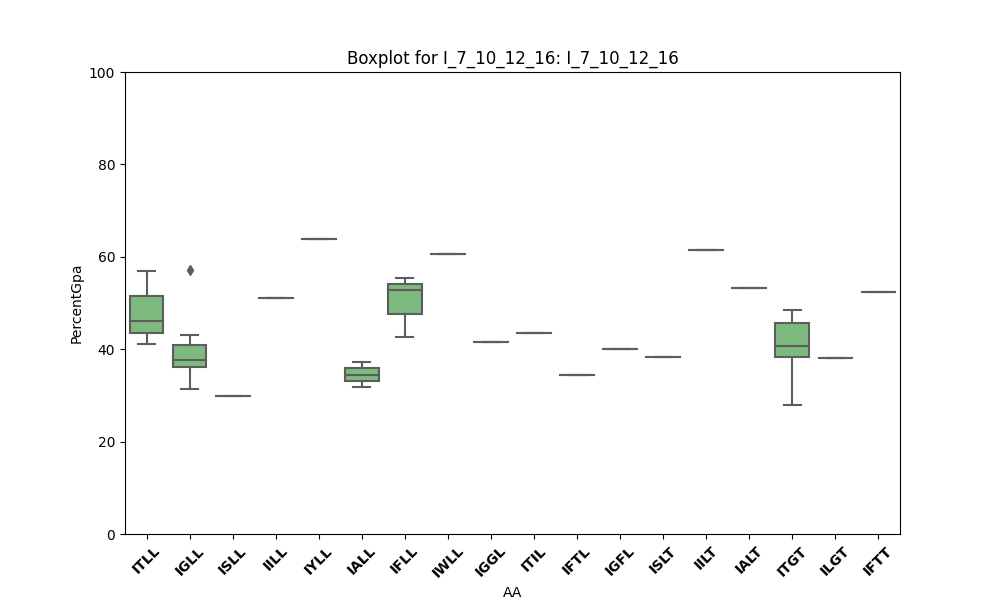 Boxplot for I_7_10_12_16: I_7_10_12_16
100
80
60
40
20
0
PercentGpa
ITLL
IGLL
ISLL
IILL
IYLL
IALL
IFLL
IWLL
IGGL
ITIL
IFTL
IGFL
ISLT
IILT
IALT
ITGT
ILGT
IFTT
AA